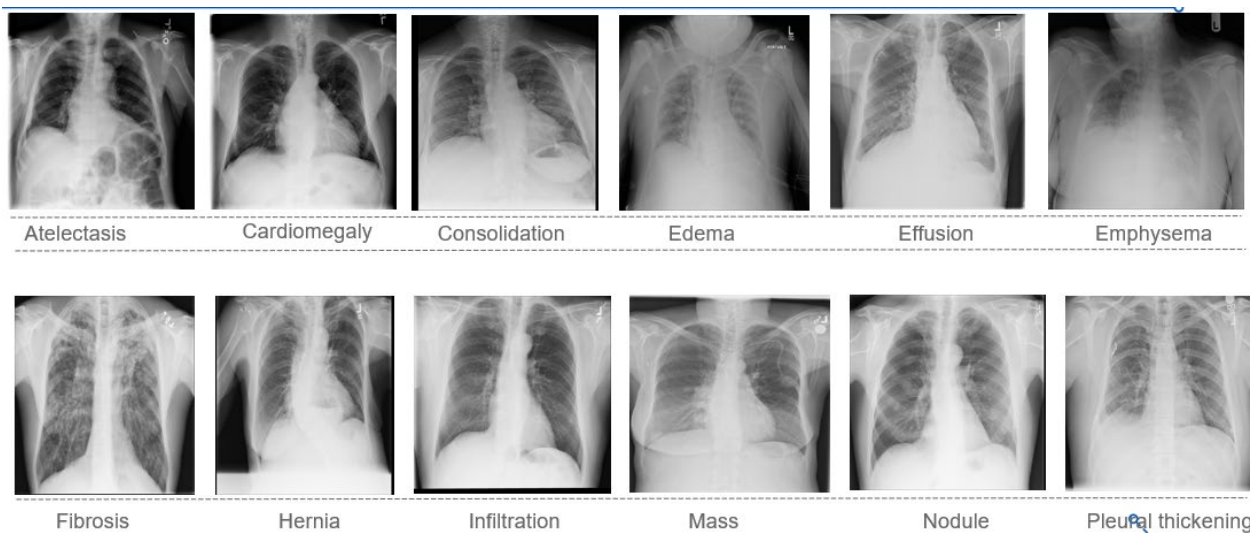 Atelectasis Cardiomegaly Consolidation Edema Effusion Emphysema
Fibrosis Hernia Infiltration Mass Nodule Pleural thickening